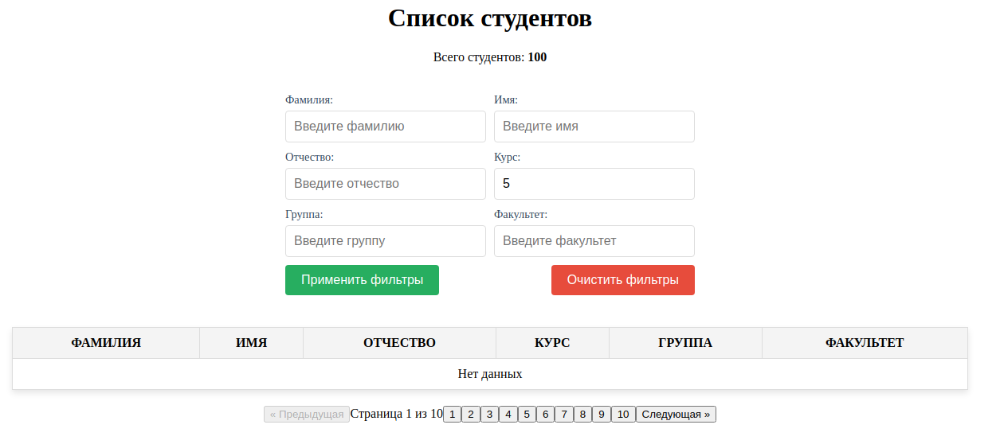 Список студентов
Всего студентов: 100
Фамилия: Имя:
Введите фамилию Введите имя
Отчество: Курс:
Введите отчество 5
Группа: Факультет:
Введите группу Введите факультет
Применить фильтры Очистить фильтры
ФАМИЛИЯ ИМЯ ОТЧЕСТВО КУРС ГРУППА ФАКУЛЬТЕТ
Нет данных
« Предыдущая Страница 1 из 10 1 2 3 4 5 6 7 8 9 10 Следующая »